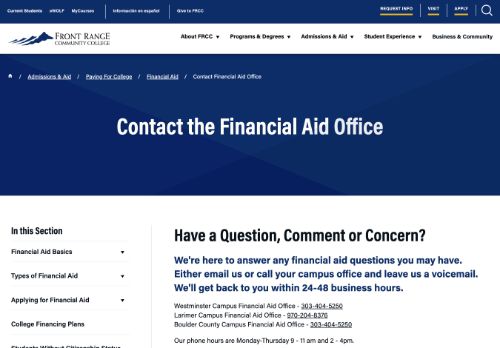 Current Students eWOLF MyCourses Información en español Give to FRCC REQUEST INFO VISIT APPLY
FRONT RANGE
COMMUNITY COLLEGE
About FRCC Programs & Degrees Admissions & Aid Student Experience Business & Community
/ Admissions & Aid / Paying For College / Financial Aid / Contact Financial Aid Office
Contact the Financial Aid Office
In this Section
Financial Aid Basics
Types of Financial Aid
Applying for Financial Aid
College Financing Plans
Students Without Citizenship Status
Have a Question, Comment or Concern?
We're here to answer any financial aid questions you may have.
Either email us or call your campus office and leave us a voicemail.
We'll get back to you within 24-48 business hours.
Westminster Campus Financial Aid Office - 303-404-5250
Larimer Campus Financial Aid Office - 970-204-8376
Boulder County Campus Financial Aid Office - 303-404-5250
Our phone hours are Monday-Thursday 9 - 11 am and 2 - 4pm.